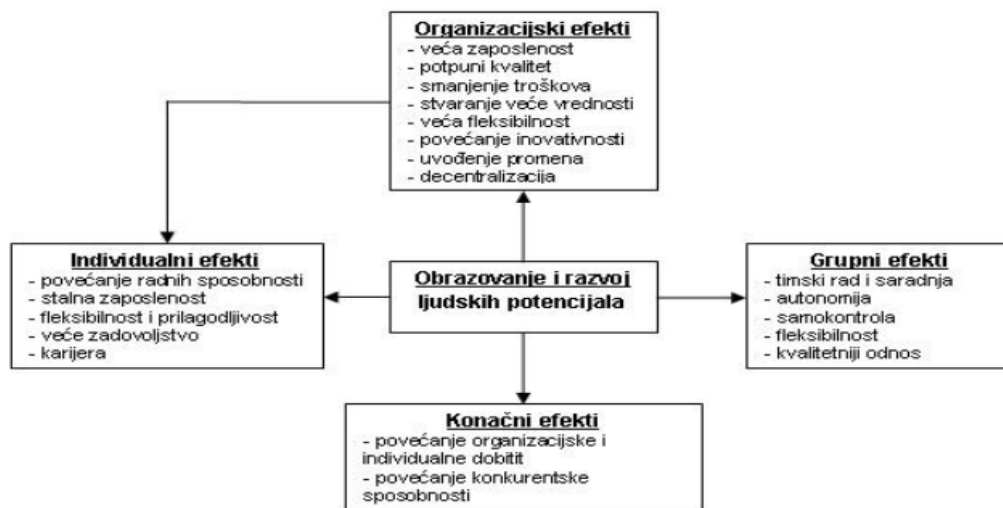 Organizacijski efekti
- veća zaposlenost
- potpuni kvalitet
- smanjenje troškova
- stvaranje veće vrednosti
- veća fleksibilnost
- povećanje inovativnosti
- uvođenje promena
- decentralizacija
Individualni efekti
- povećanje radnih sposobnosti
- stalna zaposlenost
- fleksibilnost i prilagodljivost
- veće zadovoljstvo
- karijera
Obrazovanje i razvoj
ljudskih potencijala
Grupni efekti
- timski rad i saradnja
- autonomija
- samokontrola
- fleksibilnost
- kvalitetniji odnos
Konačni efekti
- povećanje organizacijske i
individualne dobitit
- povećanje konkurentske
sposobnosti